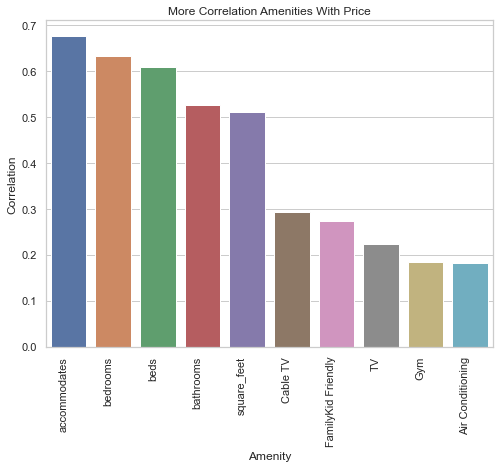 More Correlation Amenities With Price
0.7
0.6
0.5
0.4
0.3
0.2
0.1
0.0
Correlation
accommodates
bedrooms
beds
bathrooms
square_feet
Cable TV
FamilyKid Friendly
TV
Gym
Air Conditioning
Amenity